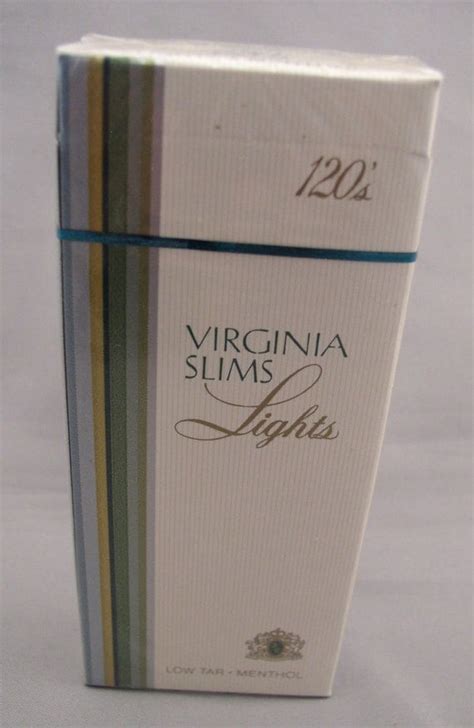 120's
VIRGINIA
SLIMS
Lights
LOW TAR • MENTHOL